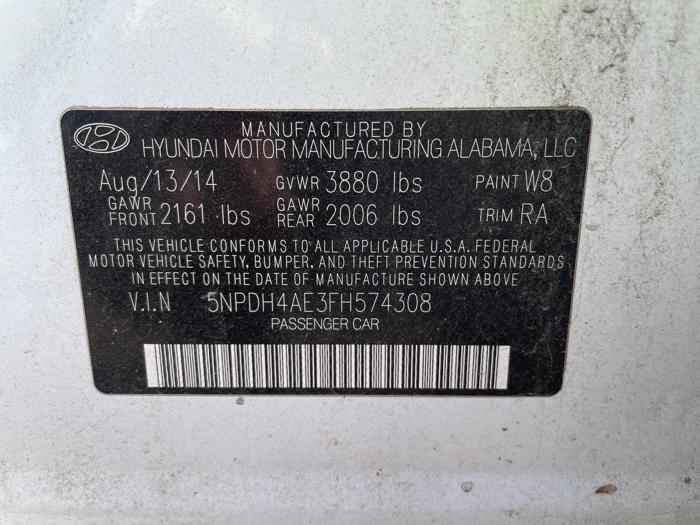 MANUFACTURED BY
HYUNDAI MOTOR MANUFACTURING ALABAMA, LLC
Aug/13/14 GVWR 3880 lbs PAINT W8
GAWR FRONT 2161 lbs GAWR REAR 2006 lbs TRIM RA
THIS VEHICLE CONFORMS TO ALL APPLICABLE U.S.A. FEDERAL
MOTOR VEHICLE SAFETY, BUMPER, AND THEFT PREVENTION STANDARDS
IN EFFECT ON THE DATE OF MANUFACTURE SHOWN ABOVE
V.I.N 5NPDH4AE3FH574308
PASSENGER CAR